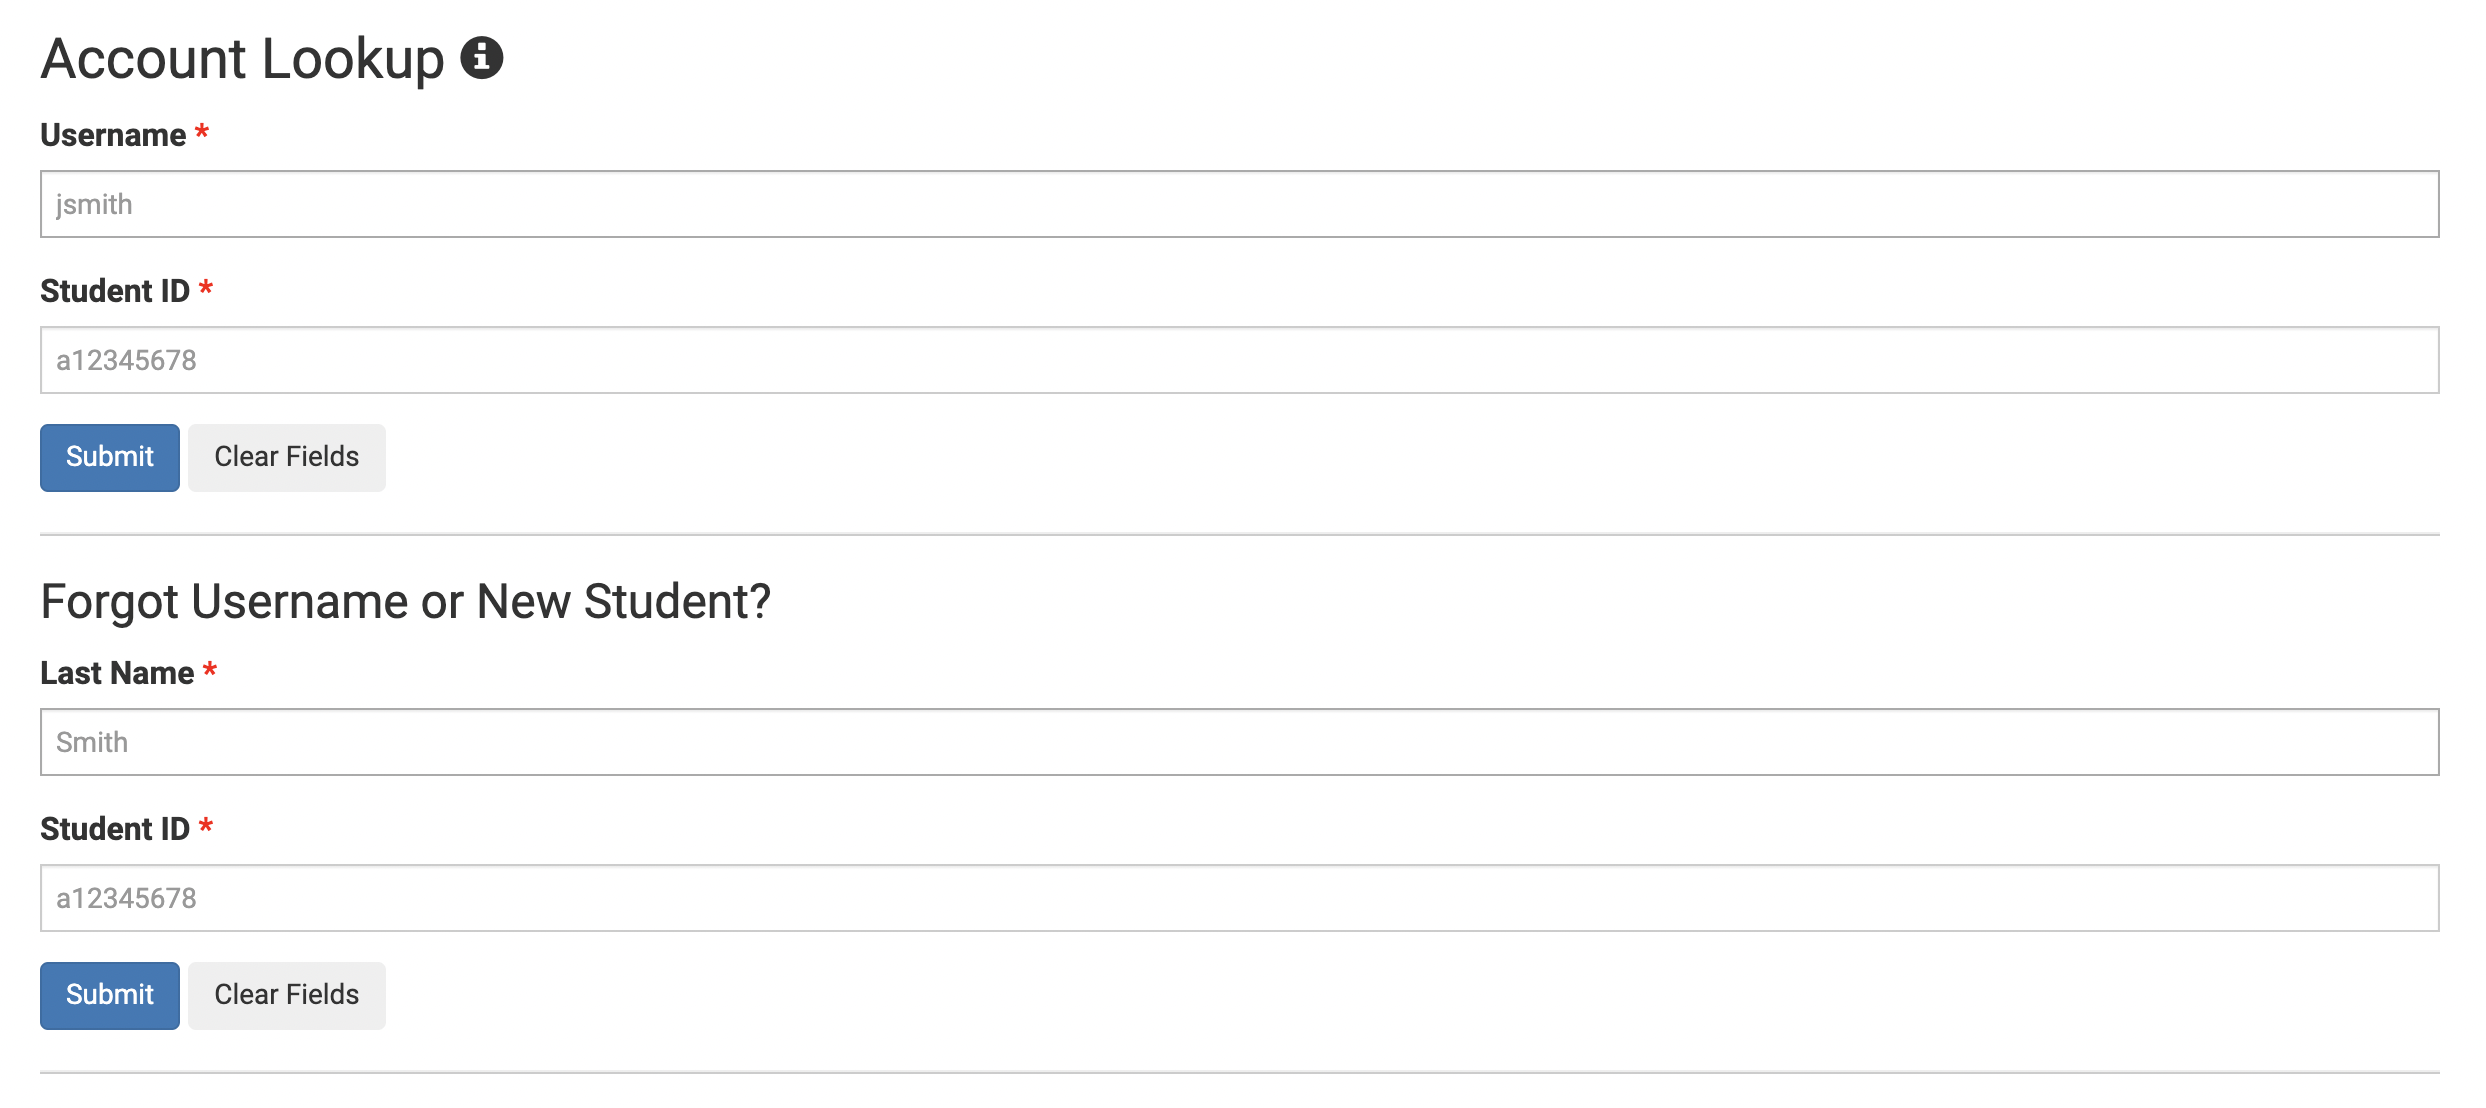 Account Lookup
Username *
jsmith
Student ID *
a12345678
Submit Clear Fields
Forgot Username or New Student?
Last Name *
Smith
Student ID *
a12345678
Submit Clear Fields